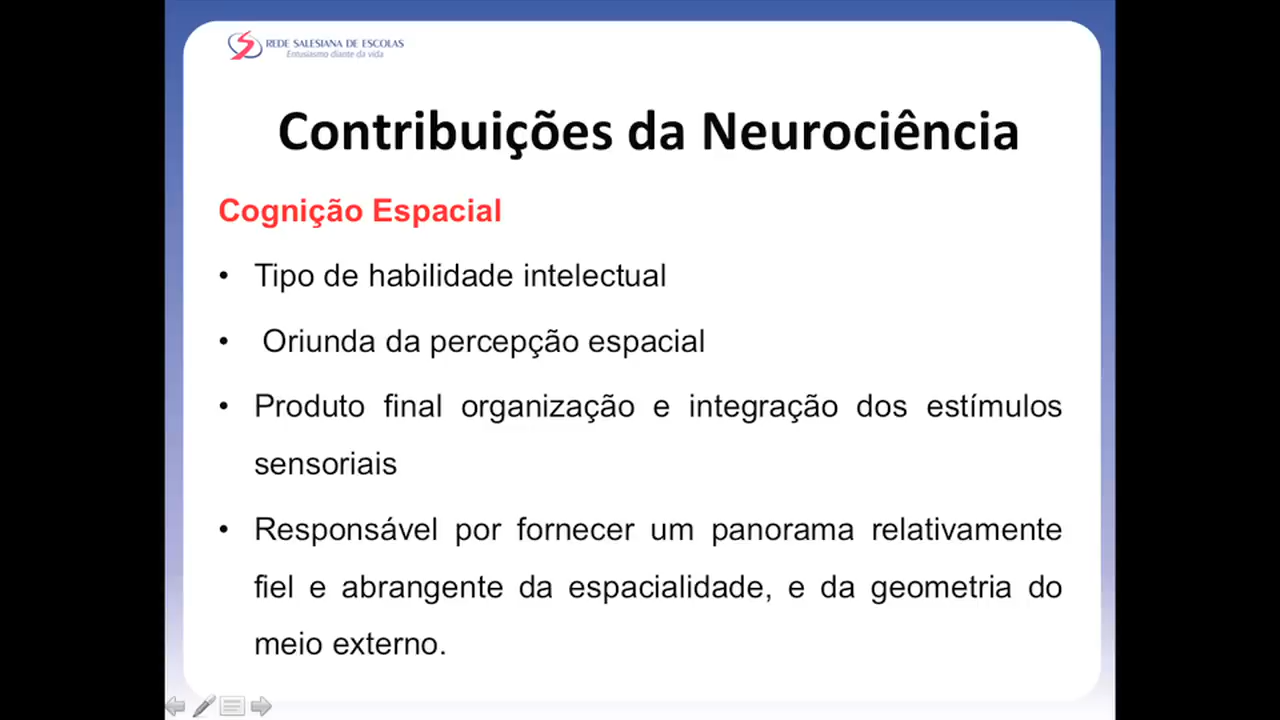 REDE SALESIANA DE ESCOLAS
Entusiasmo diante da vida
Contribuições da Neurociência
Cognição Espacial
• Tipo de habilidade intelectual
• Oriunda da percepção espacial
• Produto final organização e integração dos estímulos
sensoriais
• Responsável por fornecer um panorama relativamente
fiel e abrangente da espacialidade, e da geometria do
meio externo.